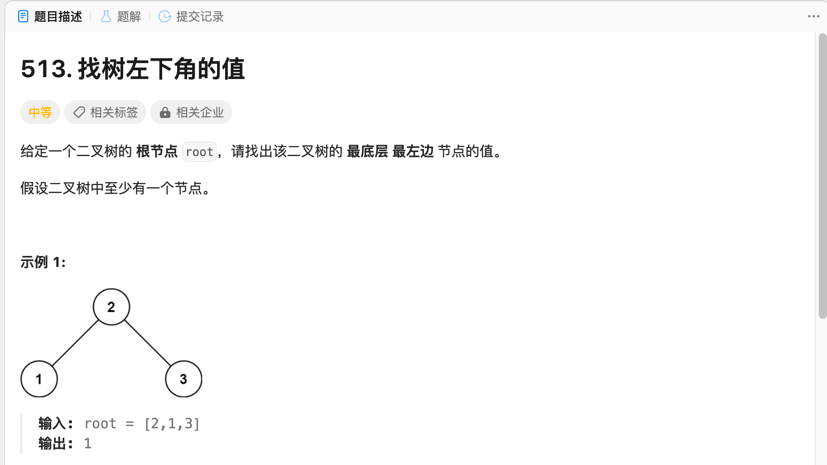 题目描述 题解 提交记录
513. 找树左下角的值
中等 相关标签 相关企业
给定一个二叉树的 根节点 root，请找出该二叉树的 最底层 最左边 节点的值。
假设二叉树中至少有一个节点。
示例 1:
2
1 3
输入: root = [2,1,3]
输出: 1